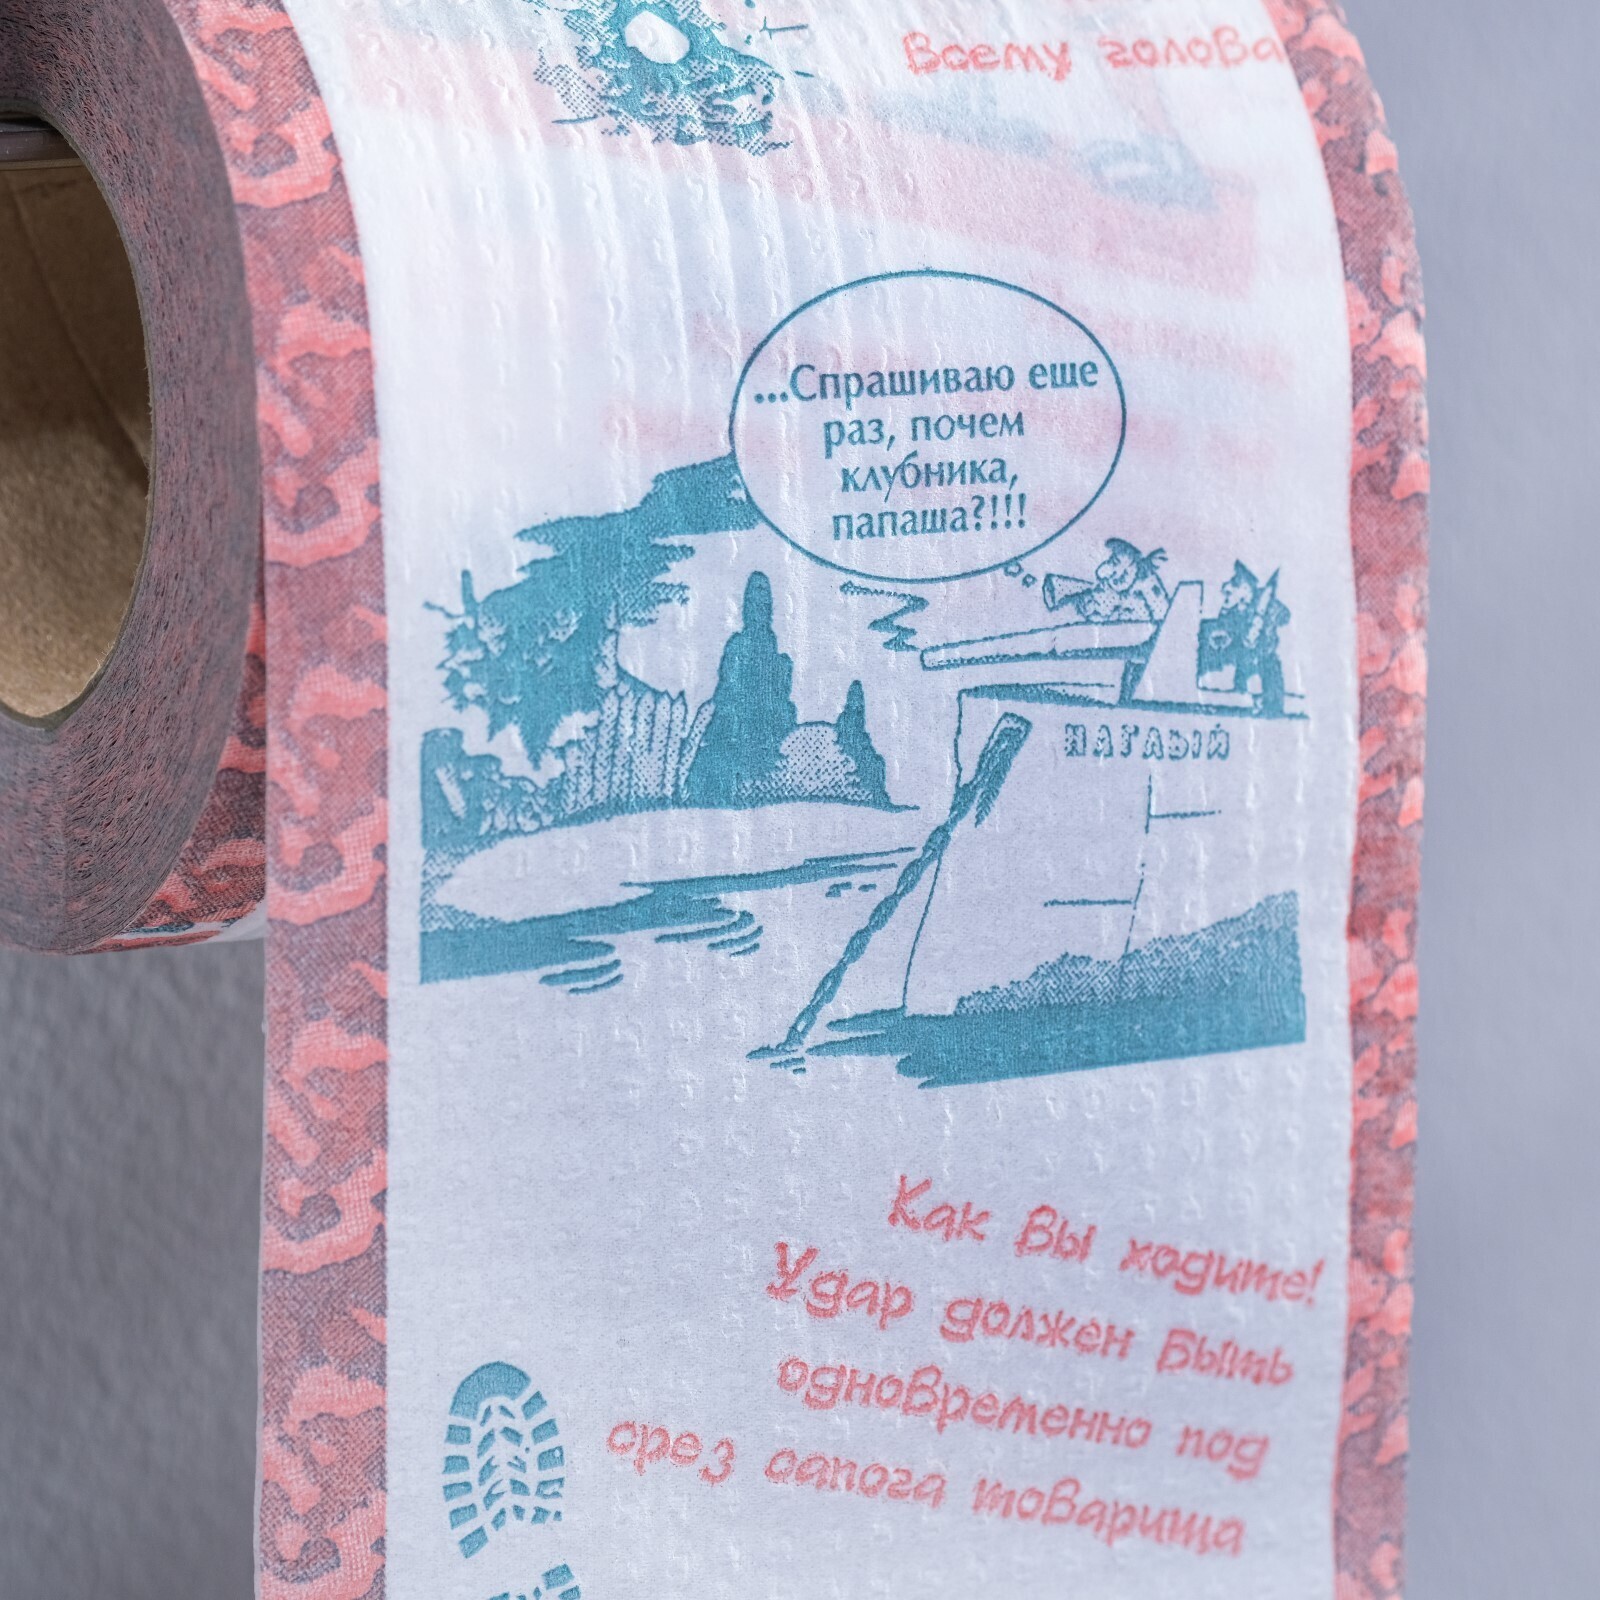 Всему голова
...Спрашиваю еще
раз, почем
клубника,
папаша?!!!
НАГЛЫЙ
Как Вы ходите!
Удар должен Быть
одновременно под
срез сапога товарища